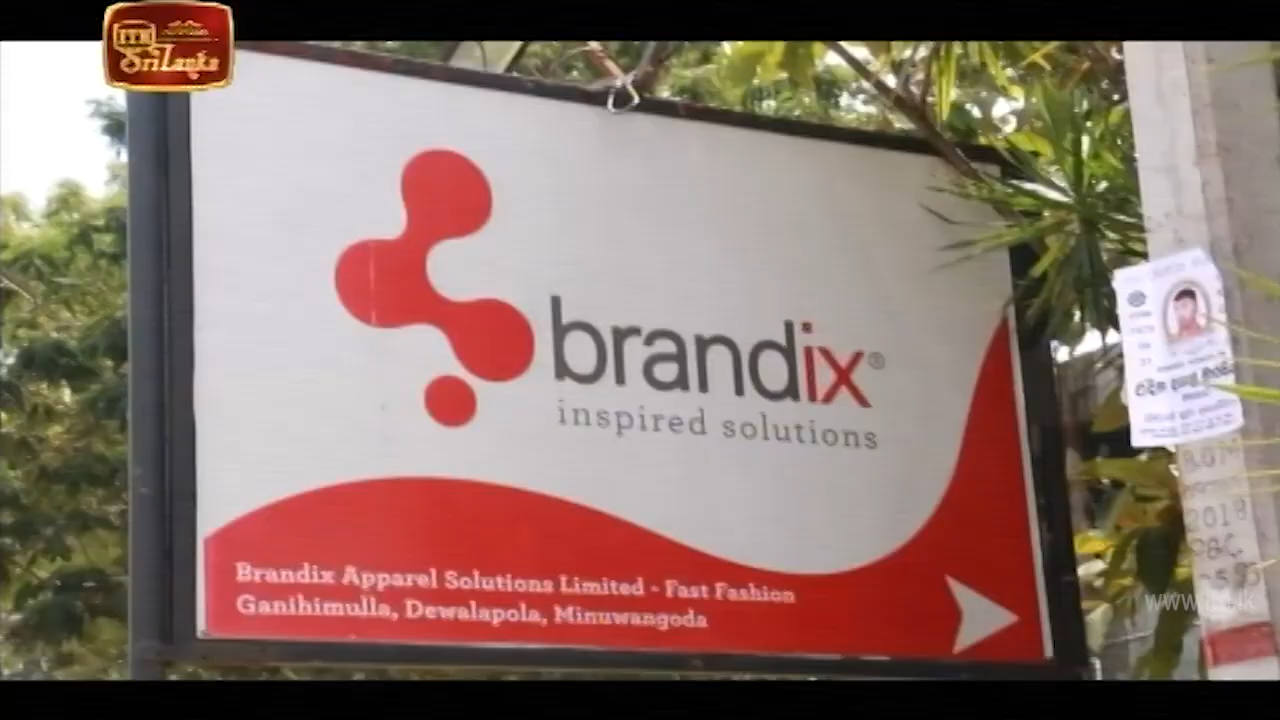 ITN
Sri Lanka
brandix®
inspired solutions
Brandix Apparel Solutions Limited - Fast Fashion
Ganihimulla, Dewalapola, Minuwangoda
2018